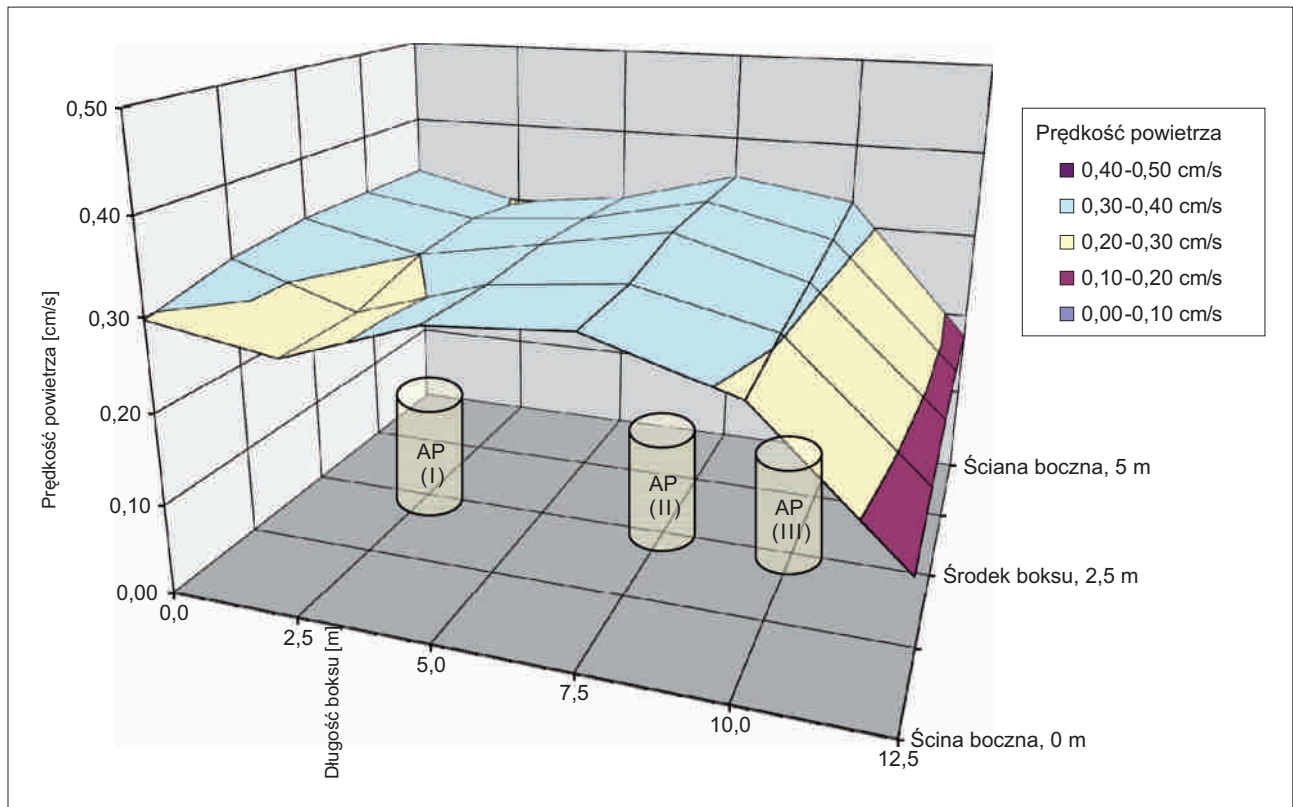 0,50
0,40
0,30
0,20
0,10
0,00
Prędkość powietrza [cm/s]
0,0
2,5
5,0
7,5
10,0
12,5
Długość boksu [m]
AP
(I)
AP
(II)
AP
(III)
Ściana boczna, 5 m
Środek boksu, 2,5 m
Ścina boczna, 0 m
Prędkość powietrza
0,40-0,50 cm/s
0,30-0,40 cm/s
0,20-0,30 cm/s
0,10-0,20 cm/s
0,00-0,10 cm/s